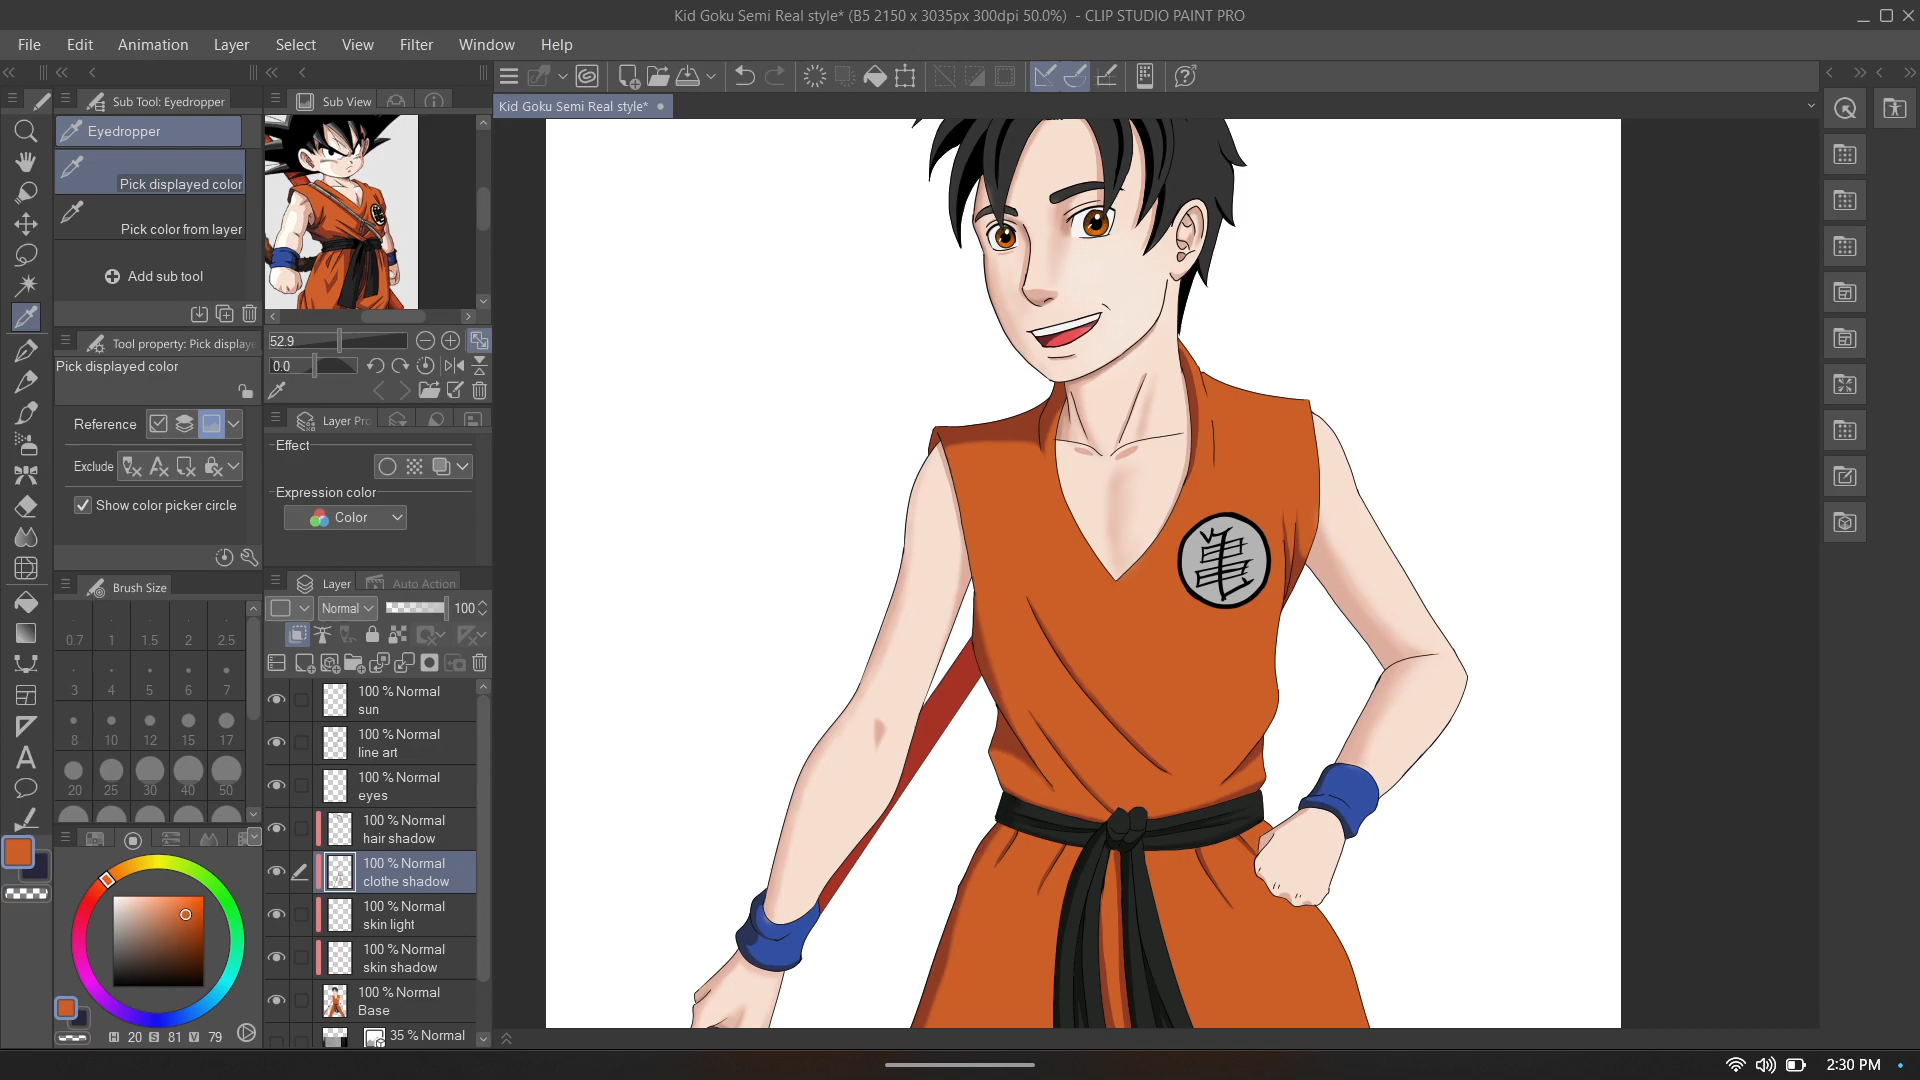 Kid Goku Semi Real style* (B5 2150 x 3035px 300dpi 50.0%) - CLIP STUDIO PAINT PRO
File Edit Animation Layer Select View Filter Window Help
Sub Tool: Eyedropper
Sub View
Kid Goku Semi Real style*
Eyedropper
Pick displayed color
Pick color from layer
Add sub tool
52.9
0.0
Tool property: Pick displaye
Pick displayed color
Reference
Exclude
Show color picker circle
Layer Pro
Effect
Expression color
Color
Brush Size
0.7 1 1.5 2 2.5
3 4 5 6 7
8 10 12 15 17
20 25 30 40 50
Layer Auto Action
Normal 100
100 % Normal
sun
100 % Normal
line art
100 % Normal
eyes
100 % Normal
hair shadow
100 % Normal
clothe shadow
100 % Normal
skin light
100 % Normal
skin shadow
100 % Normal
Base
35 % Normal
H 20 S 81 V 79
亀
2:30 PM